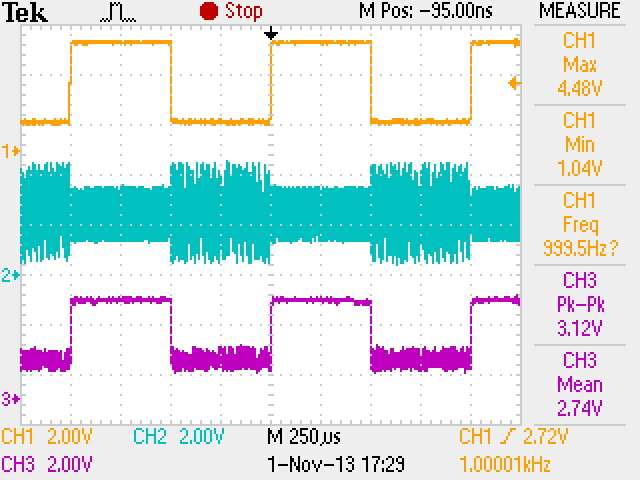 Tek Stop M Pos: -95.00ns MEASURE
CH1
Max
4.48V
CH1
Min
1.04V
CH1
Freq
999.5Hz?
CH3
Pk-Pk
3.12V
CH3
Mean
2.74V
1
2
3
CH1 2.00V CH2 2.00V M 250µs CH1 / 2.72V
CH3 2.00V 1-Nov-13 17:29 1.00001kHz